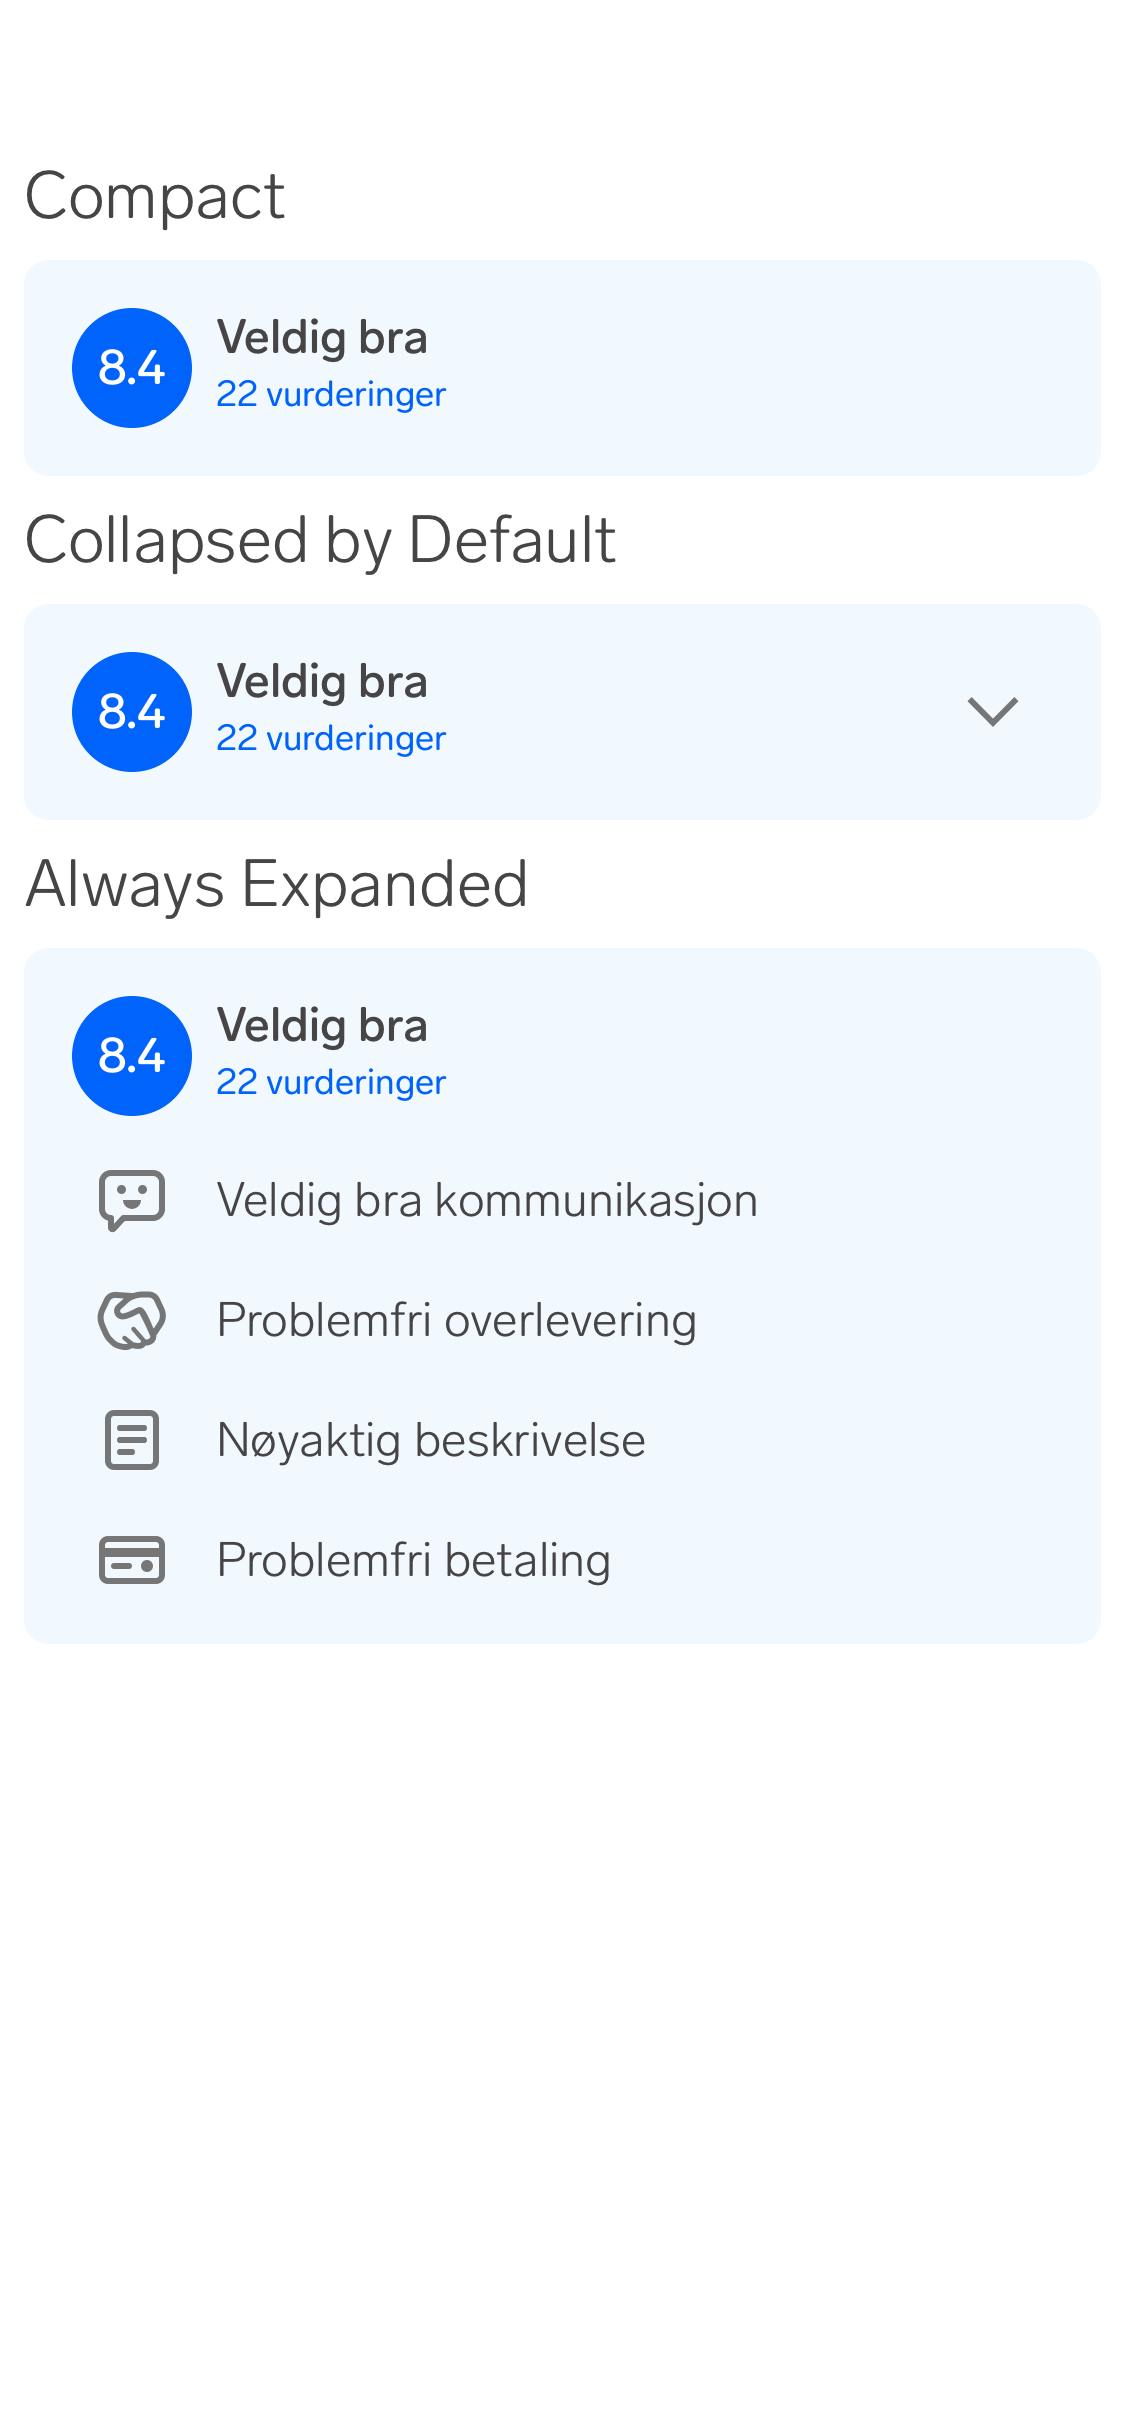 Compact
8.4
Veldig bra
22 vurderinger
Collapsed by Default
8.4
Veldig bra
22 vurderinger
Always Expanded
8.4
Veldig bra
22 vurderinger
Veldig bra kommunikasjon
Problemfri overlevering
Nøyaktig beskrivelse
Problemfri betaling